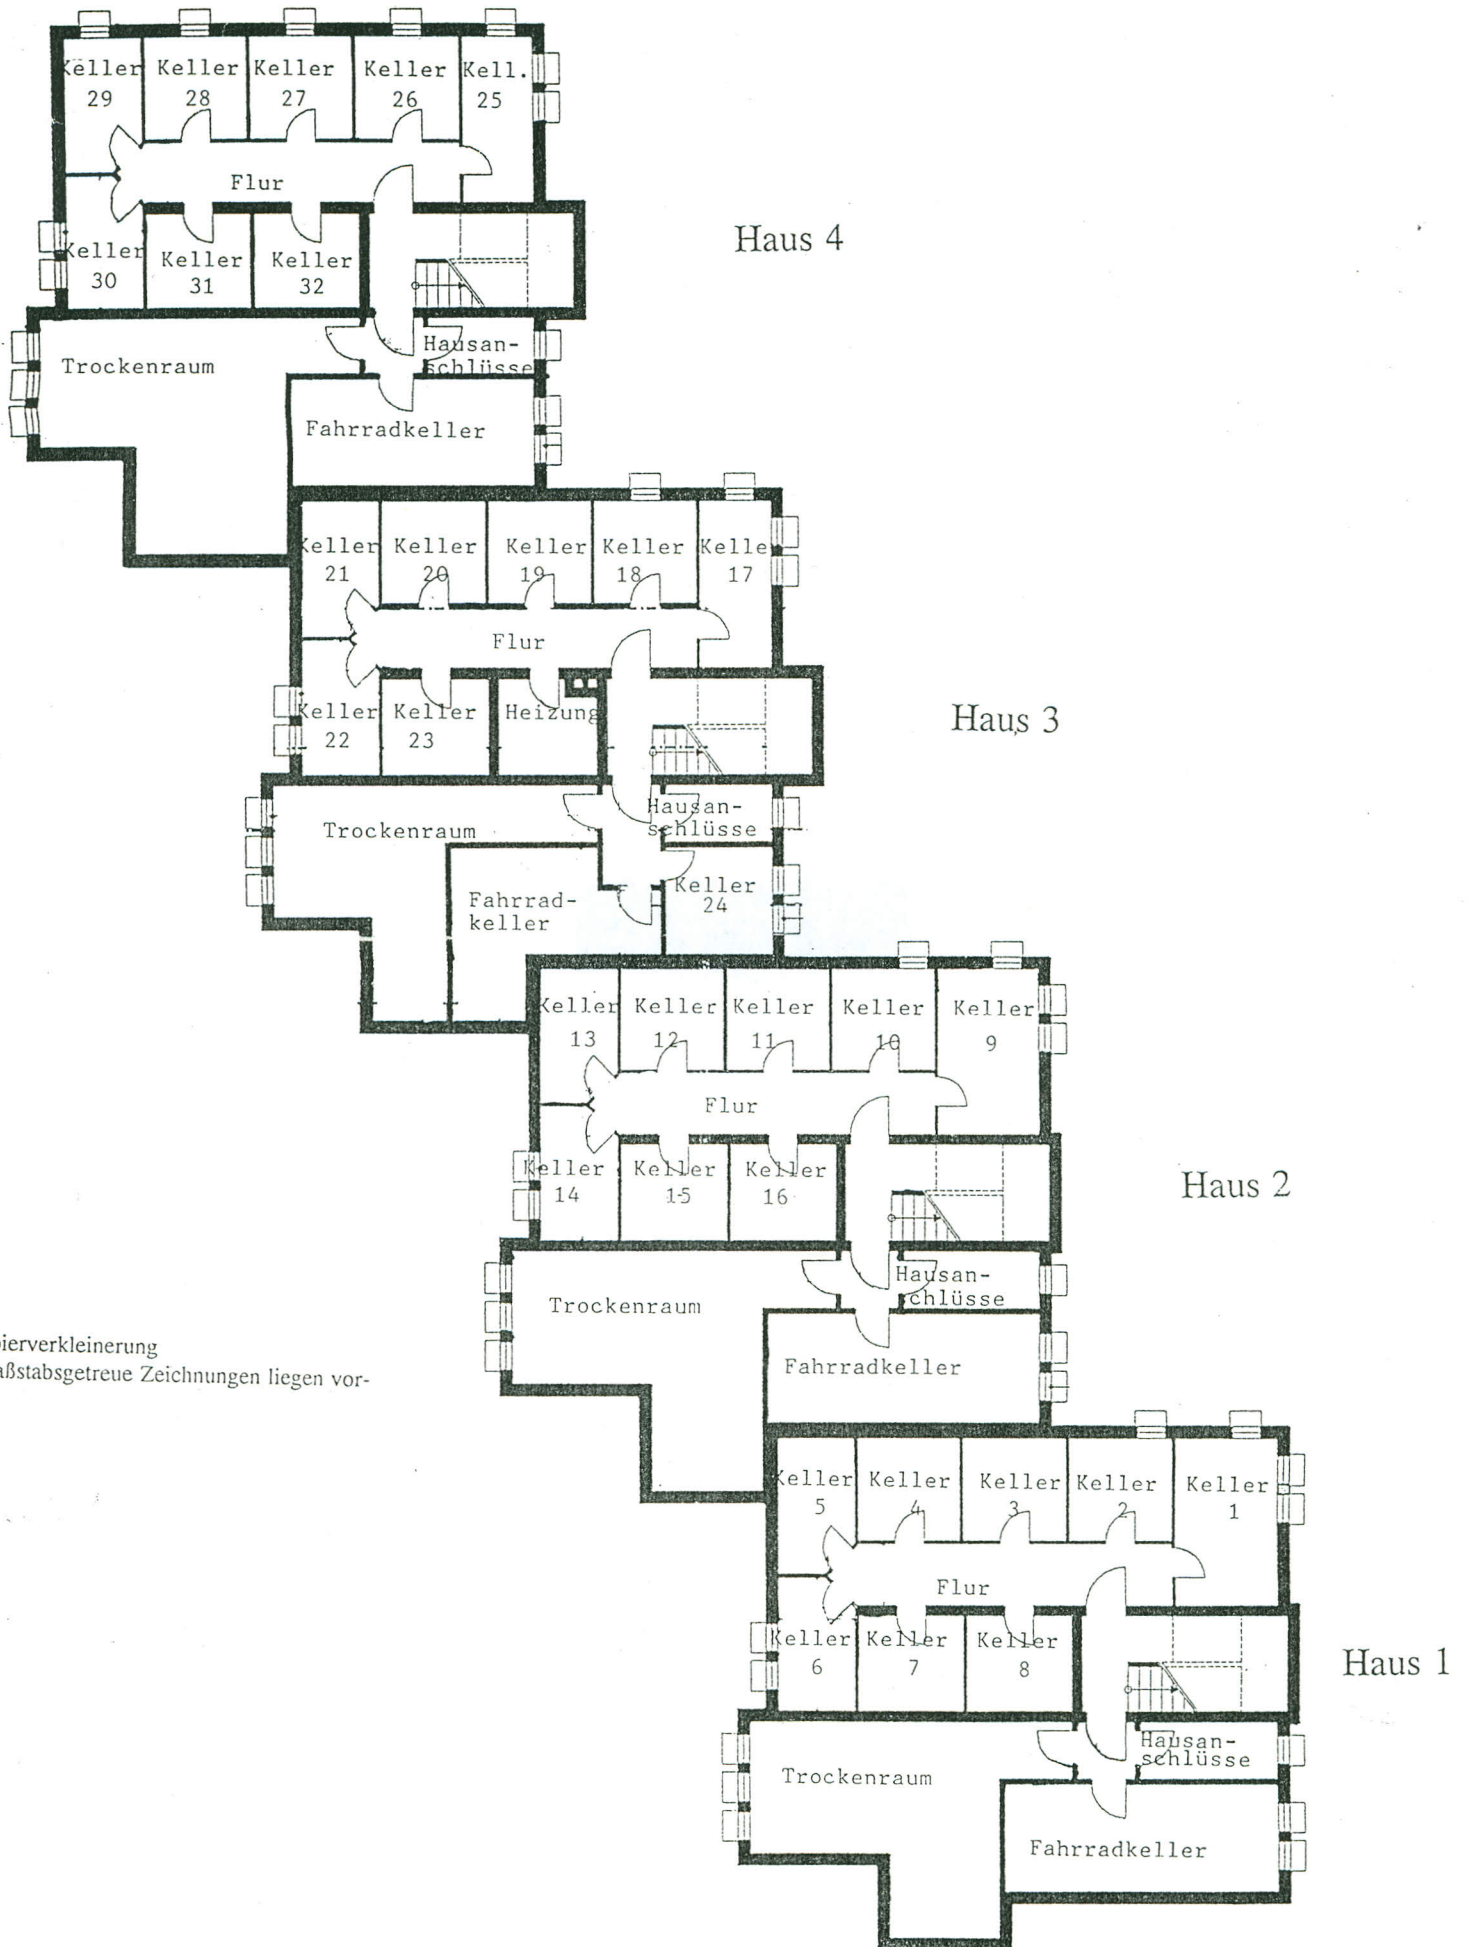 Keller
29
Keller
28
Keller
27
Keller
26
Kell.
25
Flur
Keller
30
Keller
31
Keller
32
Haus 4
Trockenraum
Hausan-
schlüsse
Fahrradkeller
Keller
21
Keller
20
Keller
19
Keller
18
Kelle
17
Flur
Keller
22
Keller
23
Heizung
Haus 3
Trockenraum
Hausan-
schlüsse
Fahrrad-
keller
Keller
24
Keller
13
Keller
12
Keller
11
Keller
10
Keller
9
Flur
Keller
14
Keller
15
Keller
16
Haus 2
Trockenraum
Hausan-
schlüsse
Fahrradkeller
pierverkleinerung
aßstabsgetreue Zeichnungen liegen vor-
Keller
5
Keller
4
Keller
3
Keller
2
Keller
1
Flur
Keller
6
Keller
7
Keller
8
Haus 1
Trockenraum
Hausan-
schlüsse
Fahrradkeller